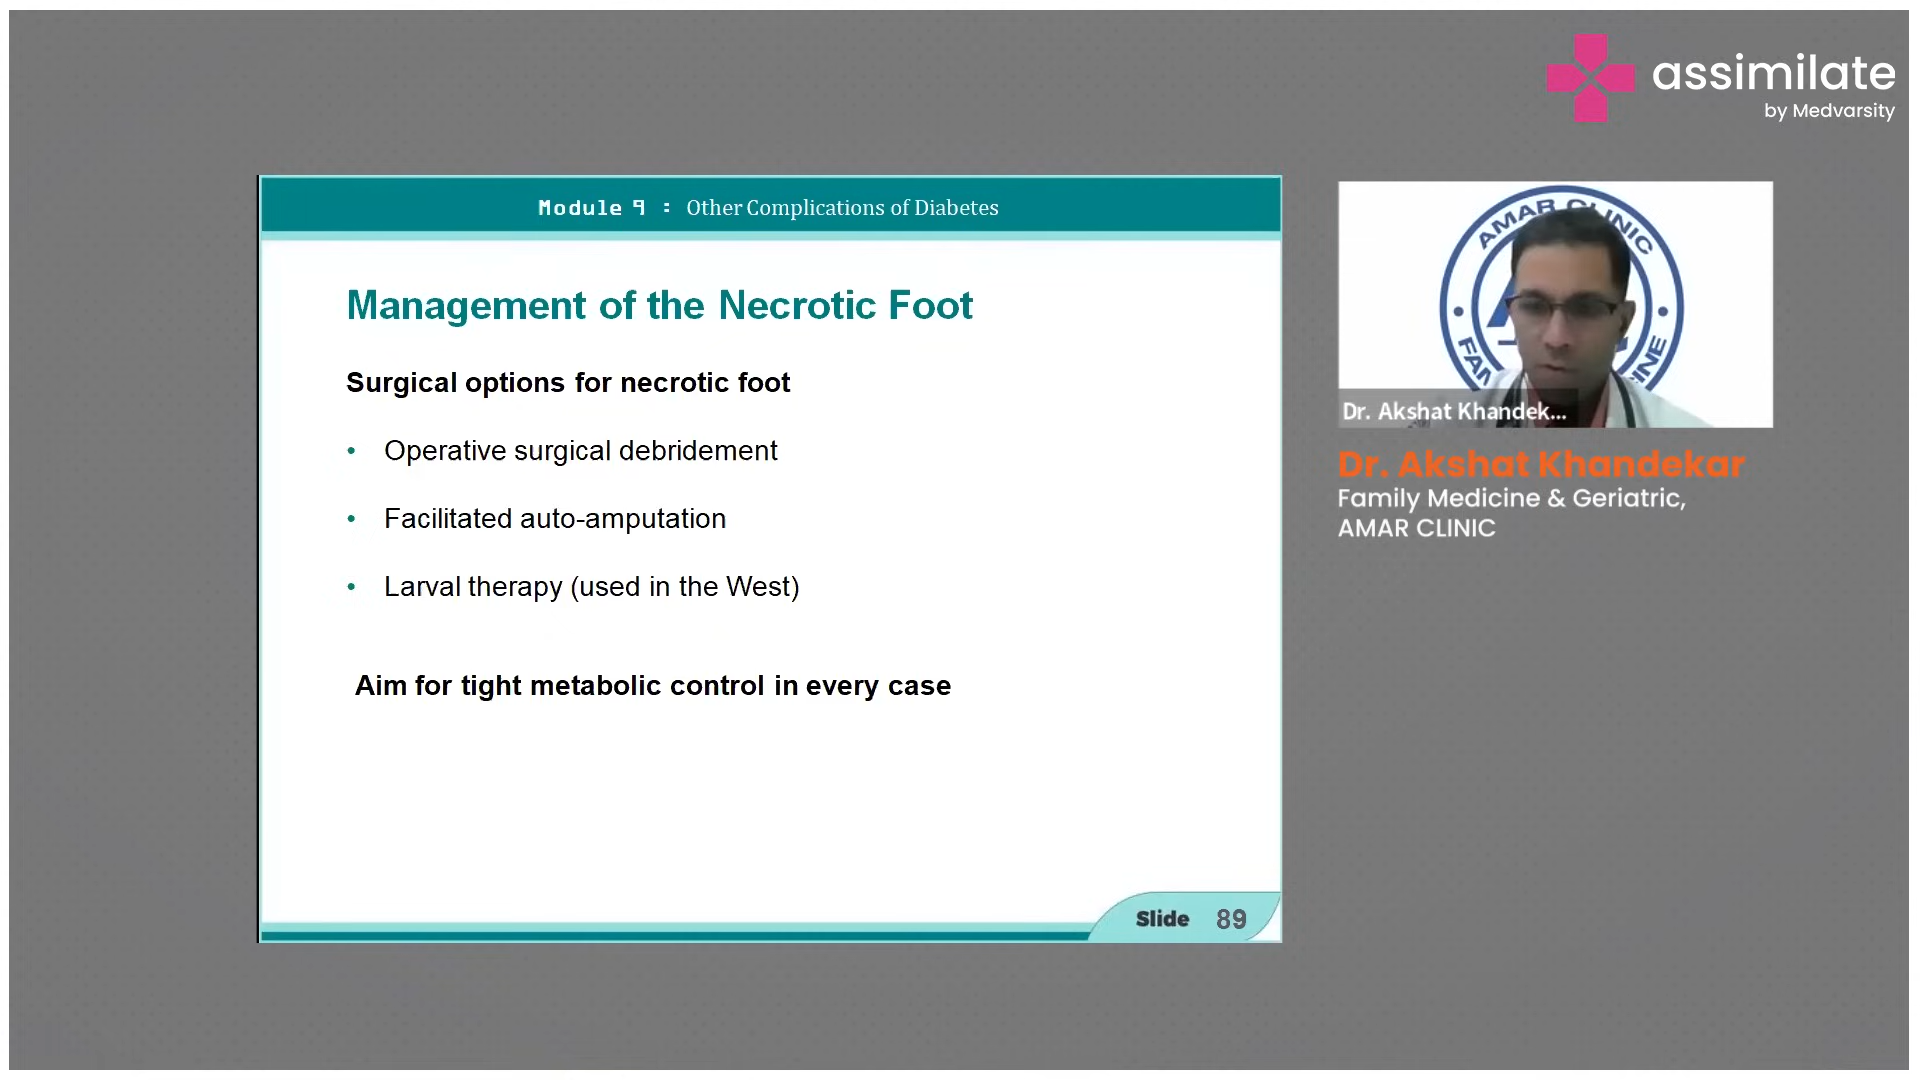 assimilate
by Medvarsity
Module 9 : Other Complications of Diabetes
Management of the Necrotic Foot
Surgical options for necrotic foot
• Operative surgical debridement
• Facilitated auto-amputation
• Larval therapy (used in the West)
Aim for tight metabolic control in every case
Slide 89
AMAR CLINIC
Dr. Akshat Khandek...
Dr. Akshat Khandekar
Family Medicine & Geriatric,
AMAR CLINIC